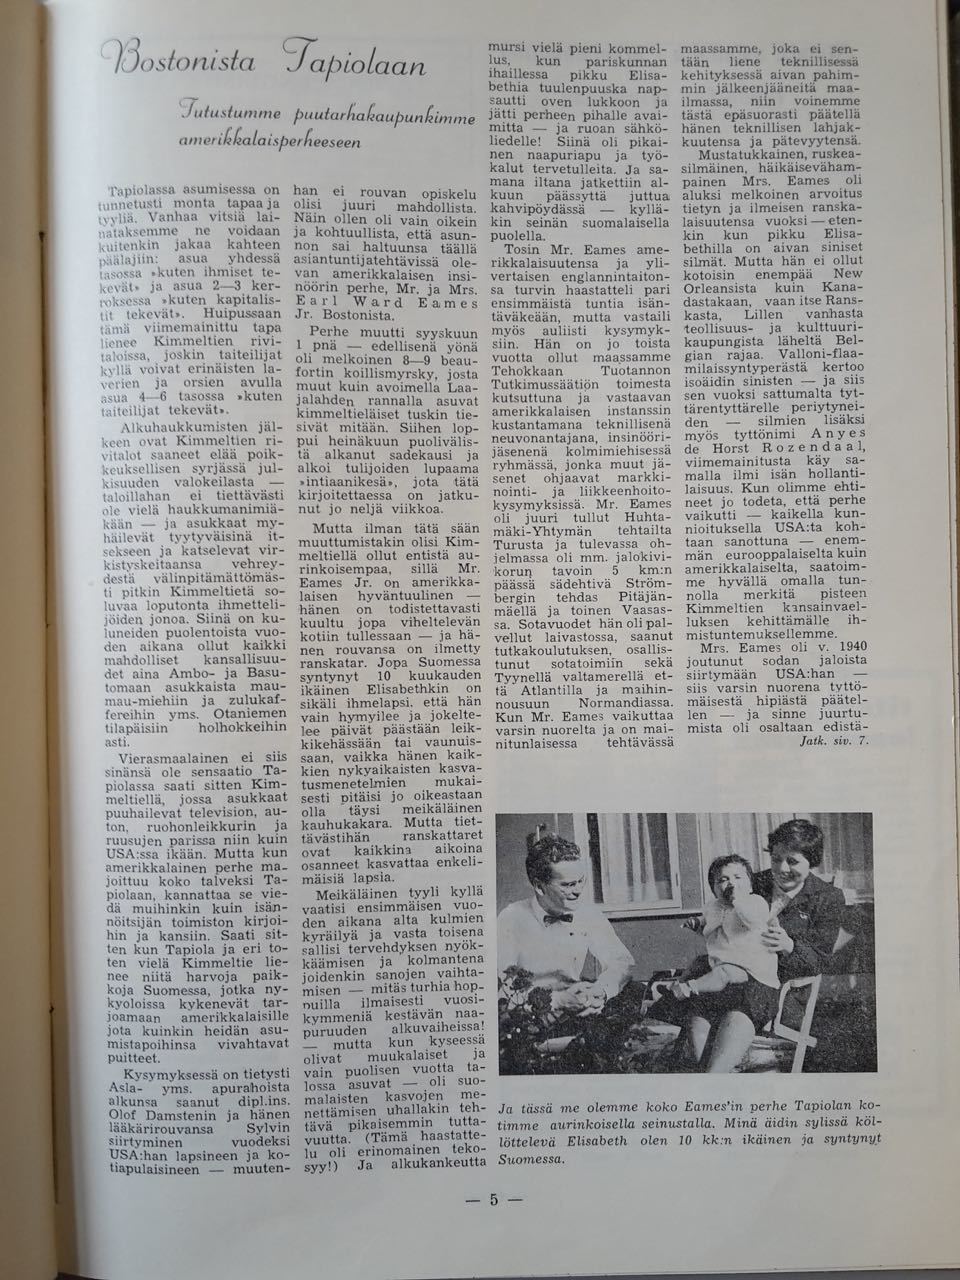 Bostonista Tapiolaan
Tutustumme puutarhakaupunkimme
amerikkalaisperheeseen
Tapiolassa asumisessa on
tunnetusti monta tapaa ja
tyyliä. Vanhaa vitsiä lai-
nataksemme ne voidaan
kuitenkin jakaa kahteen
päälajiin: asua yhdessä
tasossa »kuten ihmiset te-
kevät» ja asua 2—3 ker-
roksessa »kuten kapitalis-
tit tekevät». Huipussaan
tämä viimemainittu tapa
lienee Kimmeltien rivi-
taloissa, joskin taiteilijat
kyllä voivat erinäisten la-
verien ja orsien avulla
asua 4—6 tasossa »kuten
taiteilijat tekevät».
Alkuhaukkumisten jäl-
keen ovat Kimmeltien ri-
vitalot saaneet elää poik-
keuksellisen syrjässä jul-
kisuuden valokeilasta —
taloillahan ei tiettävästi
ole vielä haukkumanimiä-
kään — ja asukkaat my-
häilevät tyytyväisinä it-
sekseen ja katselevat vir-
kistyskeitaansa vehrey-
destä välinpitämättömäs-
ti pitkin Kimmeltietä so-
luvaa loputonta ihmetteli-
jöiden jonoa. Siinä on ku-
luneiden puolentoista vuo-
den aikana ollut kaikki
mahdolliset kansallisuu-
det aina Ambo- ja Basu-
tomaan asukkaista mau-
mau-miehiin ja zulukaf-
fereihin yms. Otaniemen
tilapäisiin holhokkeihin
asti.
Vierasmaalainen ei siis
sinänsä ole sensaatio Ta-
piolassa saati sitten Kim-
meltiellä, jossa asukkaat
puuhailevat television, au-
ton, ruohonleikkurin ja
ruusujen parissa niin kuin
USA:ssa ikään. Mutta kun
amerikkalainen perhe ma-
joittuu koko talveksi Ta-
piolaan, kannattaa se vie-
dä muihinkin kuin isän-
nöitsijän toimiston kirjoi-
hin ja kansiin. Saati sit-
ten kun Tapiola ja eri to-
ten vielä Kimmeltie lie-
nee niitä harvoja paik-
koja Suomessa, jotka ny-
kyoloissa kykenevät tar-
joamaan amerikkalaisille
jota kuinkin heidän asu-
mistapoihinsa vivahtavat
puitteet.
Kysymyksessä on tietysti
Asla- yms. apurahoista
alkunsa saanut dipl.ins.
Olof Damstenin ja hänen
lääkärirouvansa Sylvin
siirtyminen vuodeksi
USA:han lapsineen ja ko-
tiapulaisineen — muuten-
han ei rouvan opiskelu
olisi juuri mahdollista.
Näin ollen oli vain oikein
ja kohtuullista, että asun-
non sai haltuunsa täällä
asiantuntijatehtävissä ole-
van amerikkalaisen insi-
nöörin perhe, Mr. ja Mrs.
Earl Ward Eames
Jr. Bostonista.
Perhe muutti syyskuun
1 pnä — edellisenä yönä
oli melkoinen 8—9 beau-
fortin koillismyrsky, josta
muut kuin avoimella Laa-
jalahden rannalla asuvat
kimmeltieläiset tuskin tie-
sivät mitään. Siihen lop-
pui heinäkuun puolivälis-
tä alkanut sadekausi ja
alkoi tulijoiden lupaama
»intiaanikesä», jota tätä
kirjoitettaessa on jatku-
nut jo neljä viikkoa.
Mutta ilman tätä sään
muuttumistakin olisi Kim-
meltiellä ollut entistä au-
rinkoisempaa, sillä Mr.
Eames Jr. on amerikka-
laisen hyväntuulinen —
hänen on todistettavasti
kuultu jopa viheltelevän
kotiin tullessaan — ja hä-
nen rouvansa on ilmetty
ranskatar. Jopa Suomessa
syntynyt 10 kuukauden
ikäinen Elisabethkin on
sikäli ihmelapsi. että hän
vain hymyilee ja jokelte-
lee päivät päästään leik-
kikehässään tai vaunuis-
saan, vaikka hänen kaik-
kien nykyaikaisten kasva-
tusmenetelmien mukai-
sesti pitäisi jo oikeastaan
olla täysi meikäläinen
kauhukakara. Mutta tiet-
tävästihän ranskattaret
ovat kaikkina aikoina
osanneet kasvattaa enkeli-
mäisiä lapsia.
Meikäläinen tyyli kyllä
vaatisi ensimmäisen vuo-
den aikana alta kulmien
kyräilyä ja vasta toisena
sallisi tervehdyksen nyök-
käämisen ja kolmantena
joidenkin sanojen vaihta-
misen — mitäs turhia hop-
nuilla ilmaisesti vuosi-
kymmeniä kestävän naa-
puruuden alkuvaiheissa!
— mutta kun kyseessä
olivat muukalaiset ja
vain puolisen vuotta ta-
lossa asuvat — oli suo-
malaisten kasvojen me-
nettämisen uhallakin teh-
tävä pikaisemmin tutta-
vuutta. (Tämä haastatte-
lu oli erinomainen teko-
syy!) Ja alkukankeutta
mursi vielä pieni kommel-
lus, kun pariskunnan
ihaillessa pikku Elisa-
bethia tuulenpuuska nap-
sautti oven lukkoon ja
jätti perheen pihalle avai-
mitta — ja ruoan sähkö-
liedelle! Siinä oli pikai-
nen naapuriapu ja työ-
kalut tervetulleita. Ja sa-
mana iltana jatkettiin al-
kuun päässyttä juttua
kahvipöydässä — kyllä-
kin seinän suomalaisella
puolella.
Tosin Mr. Eames ame-
rikkalaisuutensa ja yli-
vertaisen englannintaiton-
sa turvin haastatteli pari
ensimmäistä tuntia isän-
täväkeään, mutta vastaili
myös auliisti kysymyk-
siin. Hän on jo toista
vuotta ollut maassamme
Tehokkaan Tuotannon
Tutkimussäätiön toimesta
kutsuttuna ja vastaavan
amerikkalaisen instanssin
kustantamana teknillisenä
neuvonantajana, insinööri-
jäsenenä kolmimiehisessä
ryhmässä, jonka muut jä-
senet ohjaavat markki-
nointi- ja liikkeenhoito-
kysymyksissä. Mr. Eames
oli juuri tullut Huhta-
mäki-Yhtymän tehtailta
Turusta ja tulevassa oh-
jelmassa oli mm. jalokivi-
korun tavoin 5 km:n
päässä sädehtivä Ström-
bergin tehdas Pitäjän-
mäellä ja toinen Vaasas-
sa. Sotavuodet hän oli pal-
vellut laivastossa, saanut
tutkakoulutuksen, osallis-
tunut sotatoimiin sekä
Tyynellä valtamerellä et-
tä Atlantilla ja maihin-
nousuun Normandiassa.
Kun Mr. Eames vaikuttaa
varsin nuorelta ja on mai-
nitunlaisessa tehtävässä
maassamme, joka ei sen-
tään liene teknillisessä
kehityksessä aivan pahim-
min jälkeenjääneitä maa-
ilmassa, niin voinemme
tästä epäsuorasti päätellä
hänen teknillisen lahjak-
kuutensa ja pätevyytensä.
Mustatukkainen, ruskea-
silmäinen, häikäiseväham-
painen Mrs. Eames oli
aluksi melkoinen arvoitus
tietyn ja ilmeisen ranska-
laisuutensa vuoksi — eten-
kin kun pikku Elisa-
bethilla on aivan siniset
silmät. Mutta hän ei ollut
kotoisin enempää New
Orleansista kuin Kana-
dastakaan, vaan itse Rans-
kasta, Lillen vanhasta
teollisuus- ja kulttuuri-
kaupungista läheltä Bel-
gian rajaa. Valloni-flaa-
milaissyntyperästä kertoo
isoäidin sinisten — ja siis
sen vuoksi sattumalta tyt-
tärentyttärelle periytynei-
den — silmien lisäksi
myös tyttönimi Anyes
de Horst Rozendaal,
viimemainitusta käy sa-
malla ilmi isän hollanti-
laisuus. Kun olimme ehti-
neet jo todeta, että perhe
vaikutti — kaikella kun-
nioituksella USA:ta koh-
taan sanottuna — enem-
män eurooppalaiselta kuin
amerikkalaiselta, saatoim-
me hyvällä omalla tun-
nolla merkitä pisteen
Kimmeltien kansainvael-
luksen kehittämälle ih-
mistuntemuksellemme.
Mrs. Eames oli v. 1940
joutunut sodan jaloista
siirtymään USA:han —
siis varsin nuorena tyttö-
mäisestä hipiästä päätel-
len — ja sinne juurtu-
mista oli osaltaan edistä-
Jatk. siv. 7.
Ja tässä me olemme koko Eames'in perhe Tapiolan ko-
timme aurinkoisella seinustalla. Minä äidin sylissä köl-
löttelevä Elisabeth olen 10 kk:n ikäinen ja syntynyt
Suomessa.
— 5 —